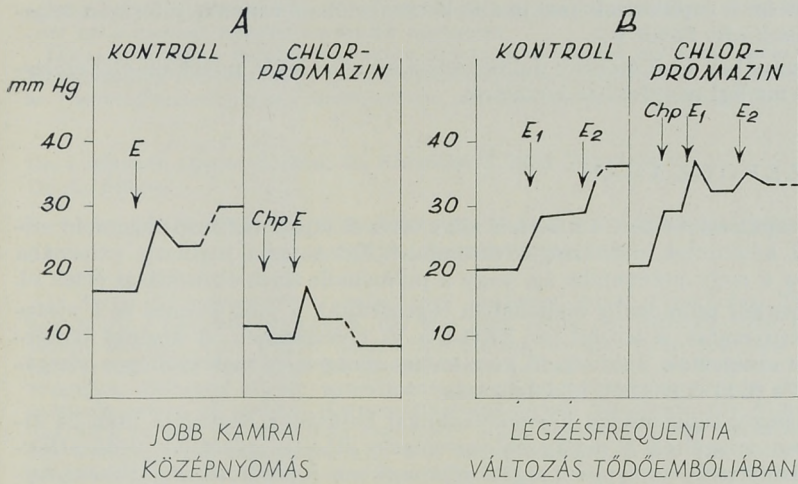 A
KONTROLL
CHLOR-
PROMAZIN
mm Hg
40
30
20
10
E
Chp E
JOBB KAMRAI
KÖZÉPNYOMÁS
B
KONTROLL
CHLOR-
PROMAZIN
40
30
20
10
E1
E2
Chp E1
E2
LÉGZÉSFREQUENTIA
VÁLTOZÁS TŐDŐEMBÓLIÁBAN